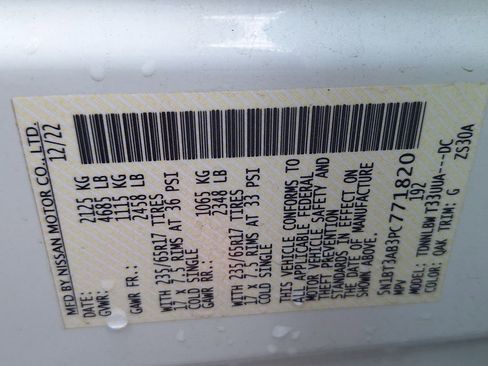 MFD BY NISSAN MOTOR CO., LTD.
DATE: 12/22
GVWR: 2125 KG
4685 LB
GAWR FR.: 1115 KG
2458 LB
WITH 235/65R17 TIRES
17 X 7.5 RIMS AT 36 PSI
COLD SINGLE
GAWR RR.: 1065 KG
2348 LB
WITH 235/65R17 TIRES
17 X RIMS AT 33 PSI
COLD SINGLE
THIS VEHICLE CONFORMS TO
ALL APPLICABLE FEDERAL
MOTOR VEHICLE SAFETY AND
THEFT PREVENTION
STANDARDS IN EFFECT ON
THE DATE OF MANUFACTURE
SHOWN ABOVE.
5N1BT3AB3PC771820
MPV 192
MODEL: T33UUA---DC
COLOR: QAK TRIM: G ZS30A